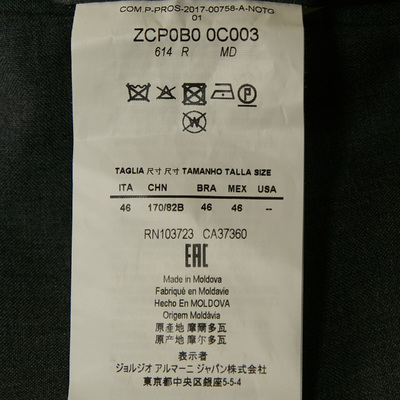 COM.P-PROS-2017-00758-A-NOTG
01
ZCP0B0 0C003
614 R MD
P
W
TAGLIA 尺寸 尺寸 TAMANHO TALLA SIZE
ITA CHN BRA MEX USA
46 170/82B 46 46 --
RN103723 CA37360
EAC
Made in Moldova
Fabriqué en Moldavie
Hecho En MOLDOVA
Origem Moldávia
原產地 摩爾多瓦
原产地 摩尔多瓦
表示者
ジョルジオ アルマーニ ジャパン株式会社
東京都中央区銀座5-5-4